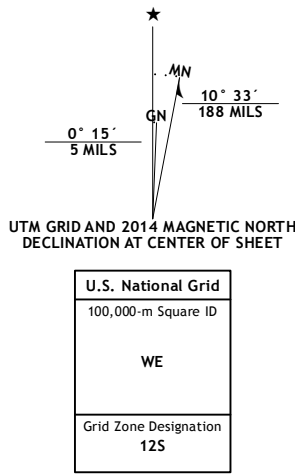 MN
GN
10° 33´
188 MILS
0° 15´
5 MILS
UTM GRID AND 2014 MAGNETIC NORTH
DECLINATION AT CENTER OF SHEET
U.S. National Grid
100,000-m Square ID
WE
Grid Zone Designation
12S